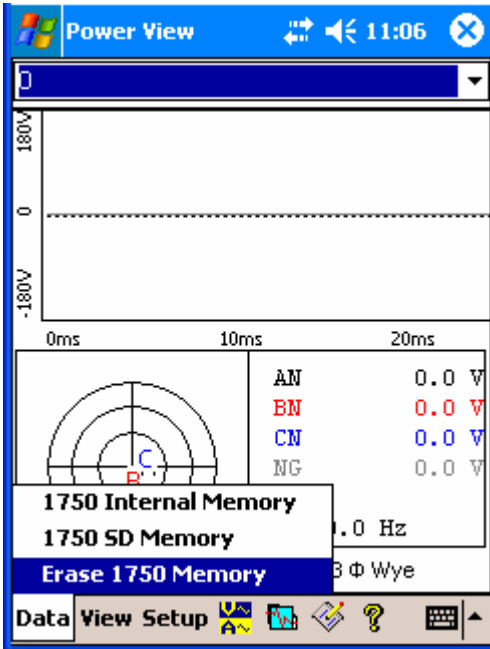 Power View 11:06
0
180V
0
-180V
0ms 10ms 20ms
AN 0.0 V
BN 0.0 V
CN 0.0 V
NG 0.0 V
C
B
.0 Hz
3 Φ Wye
1750 Internal Memory
1750 SD Memory
Erase 1750 Memory
Data View Setup